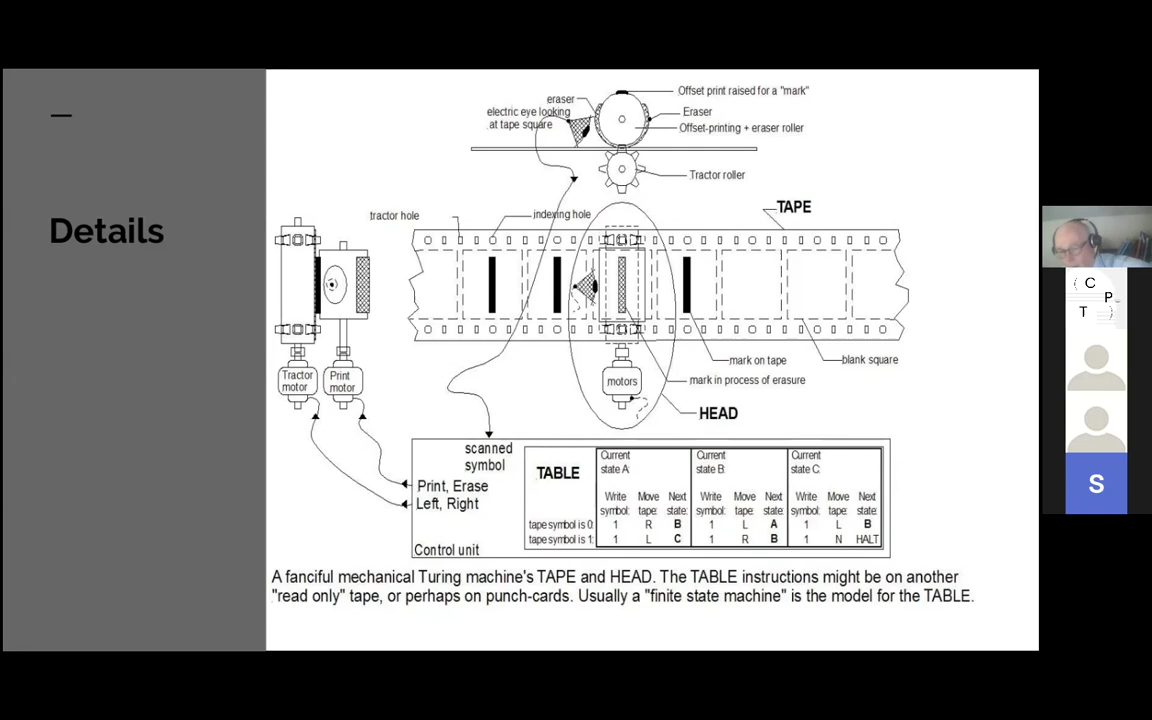 Details
Offset print raised for a "mark"
eraser
Eraser
electric eye looking
at tape square
Offset-printing + eraser roller
Tractor roller
TAPE
tractor hole
indexing hole
mark on tape
blank square
Tractor
motor
Print
motor
motors
mark in process of erasure
HEAD
scanned
symbol
Print, Erase
Left, Right
Control unit
TABLE
Current
state A:
Current
state B:
Current
state C:
Write
symbol:
Move
tape:
Next
state:
Write
symbol:
Move
tape:
Next
state:
Write
symbol:
Move
tape:
Next
state:
tape symbol is 0: 1 R B 1 L A 1 L B
tape symbol is 1: 1 L C 1 R B 1 N HALT
A fanciful mechanical Turing machine's TAPE and HEAD. The TABLE instructions might be on another
"read only" tape, or perhaps on punch-cards. Usually a "finite state machine" is the model for the TABLE.
C
P
T
S